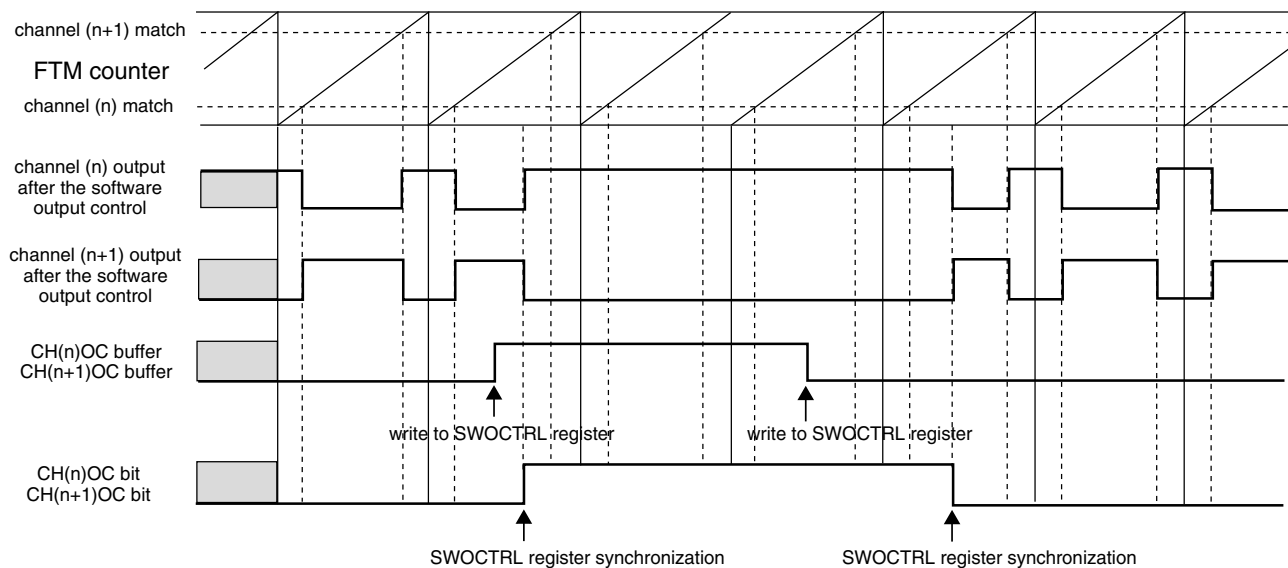 channel (n+1) match
FTM counter
channel (n) match
channel (n) output
after the software
output control
channel (n+1) output
after the software
output control
CH(n)OC buffer
CH(n+1)OC buffer
write to SWOCTRL register
write to SWOCTRL register
CH(n)OC bit
CH(n+1)OC bit
SWOCTRL register synchronization
SWOCTRL register synchronization